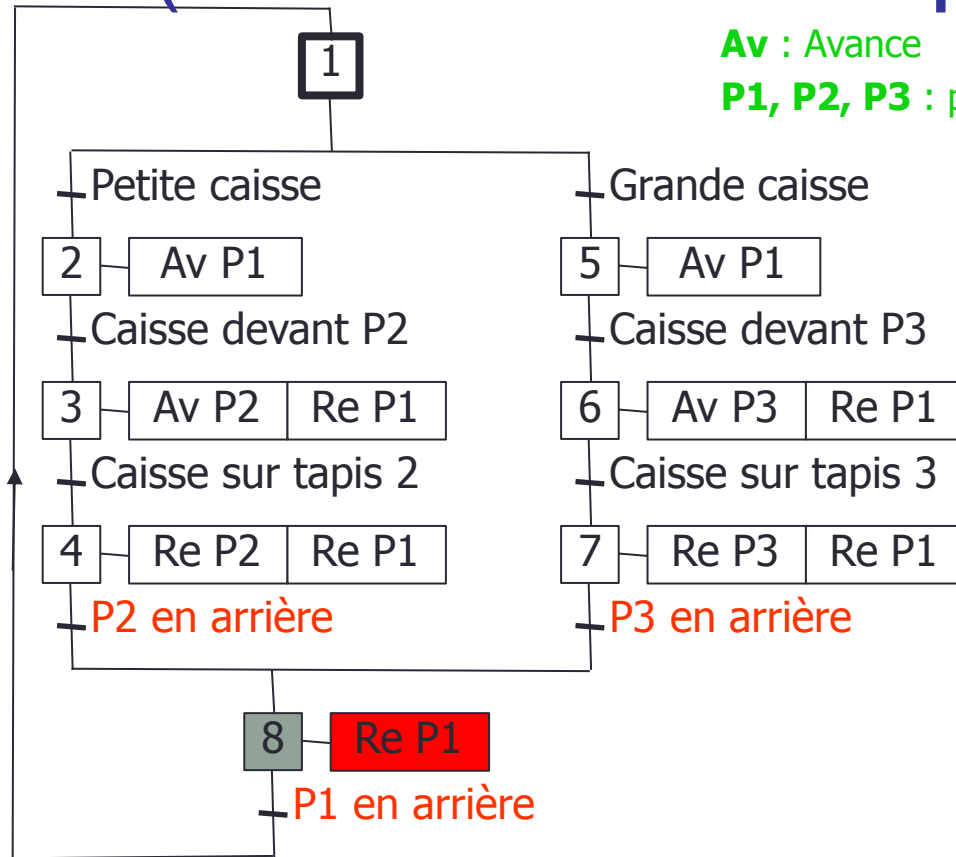 Av : Avance
P1, P2, P3 :
1
Petite caisse
Grande caisse
2 Av P1
5 Av P1
Caisse devant P2
Caisse devant P3
3 Av P2 Re P1
6 Av P3 Re P1
Caisse sur tapis 2
Caisse sur tapis 3
4 Re P2 Re P1
7 Re P3 Re P1
P2 en arrière
P3 en arrière
8 Re P1
P1 en arrière